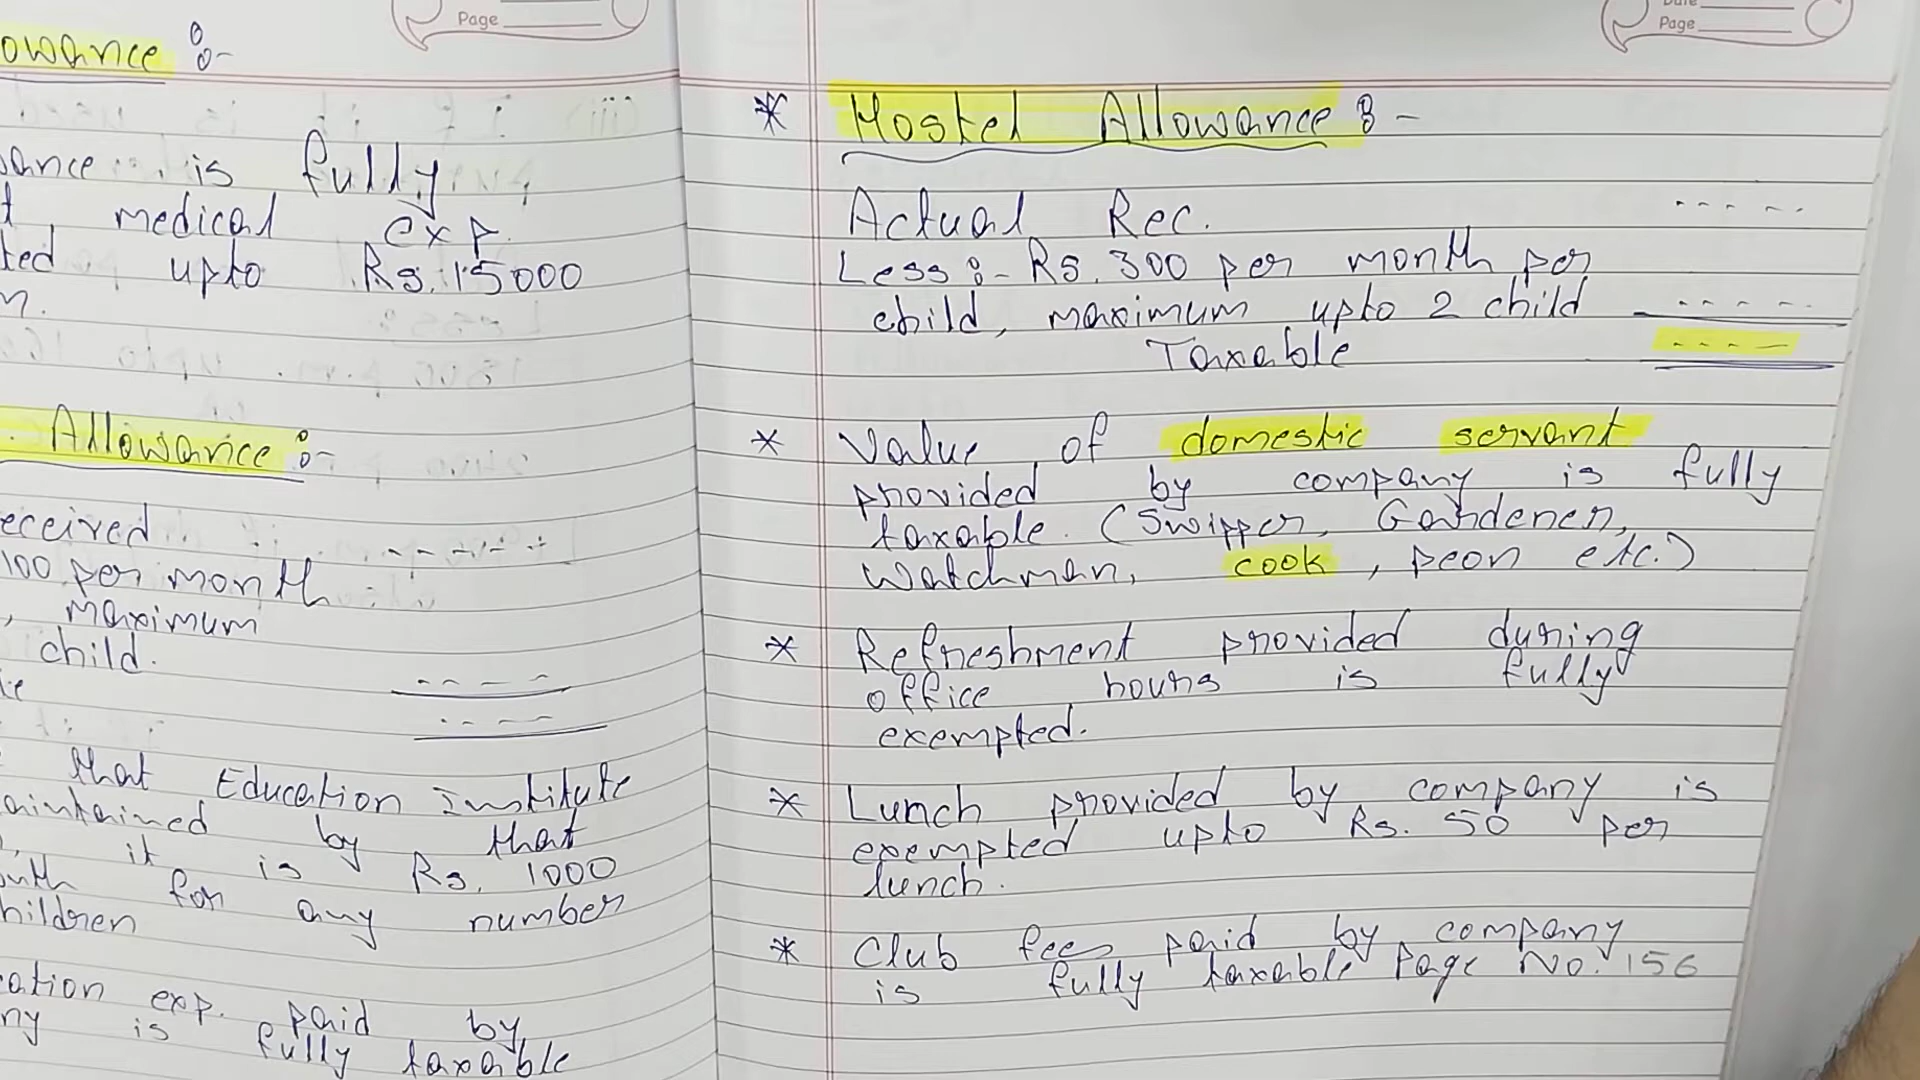 Page
owance :-
ance is fully
t medical exp.
ted upto Rs. 15000
n.
. Allowance :-
eceived
100 per month
, maximum
child.
that Education Institute
aintained by that
it is Rs. 1000
onth for any number
hildren
cation exp. paid by
ny is fully taxable
Date
Page
* Hostel Allowance :-
Actual Rec. - - - - -
Less :- Rs. 300 per month per
child, maximum upto 2 child - - - - -
Taxable - - - -
* Value of domestic servant
provided by company is fully
taxable. (Swipper, Gardener,
Watchman, cook, peon etc.)
* Refreshment provided during
office hours is fully
exempted.
* Lunch provided by company is
exempted upto Rs. 50 per
lunch.
* Club fees paid by company
is fully taxable Page No. 156